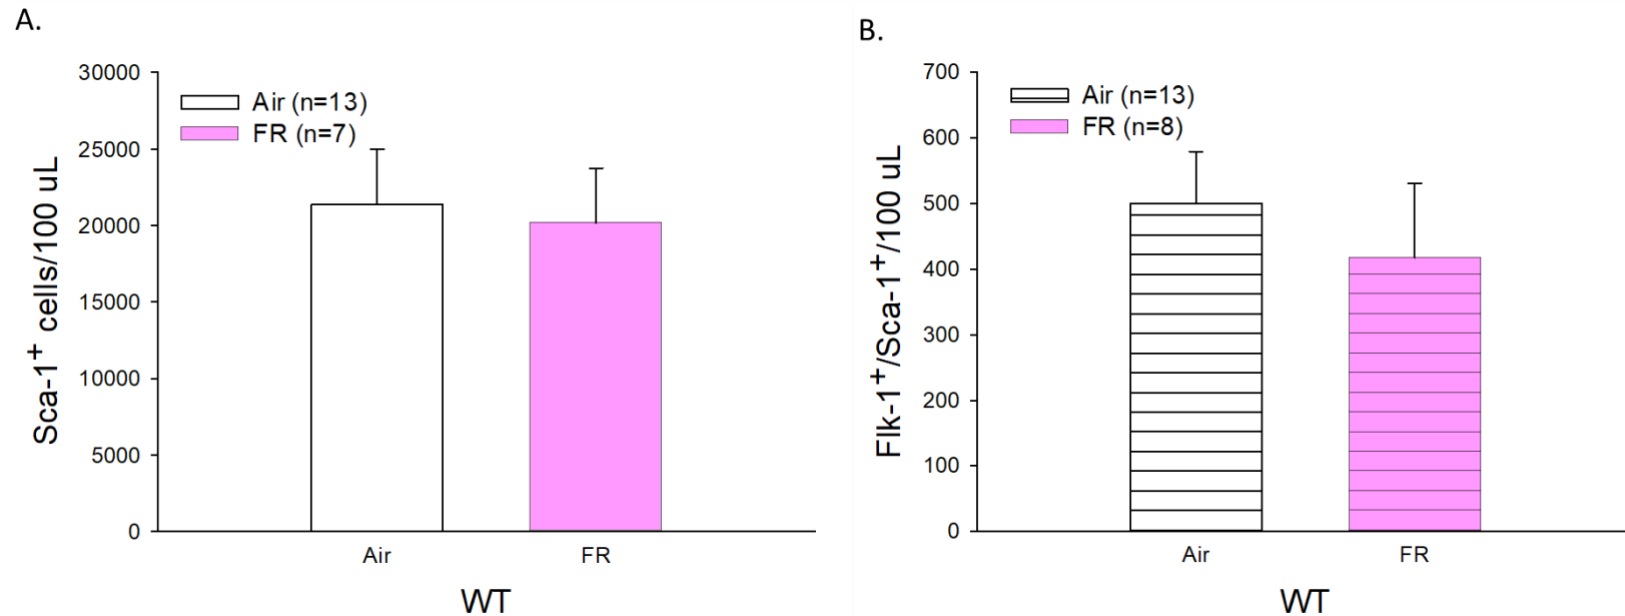 A.
Sca-1⁺ cells/100 uL
30000
25000
20000
15000
10000
5000
0
Air (n=13)
FR (n=7)
Air
FR
WT
B.
Flk-1⁺/Sca-1⁺/100 uL
700
600
500
400
300
200
100
0
Air (n=13)
FR (n=8)
Air
FR
WT